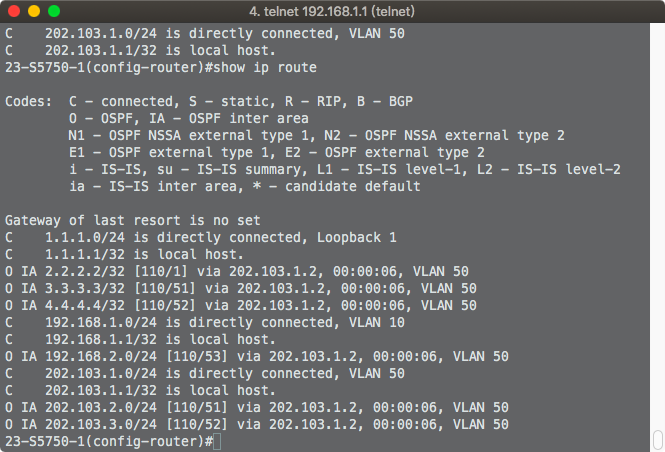 4. telnet 192.168.1.1 (telnet)
C    202.103.1.0/24 is directly connected, VLAN 50
C    202.103.1.1/32 is local host.
23-S5750-1(config-router)#show ip route

Codes:  C - connected, S - static, R - RIP, B - BGP
        O - OSPF, IA - OSPF inter area
        N1 - OSPF NSSA external type 1, N2 - OSPF NSSA external type 2
        E1 - OSPF external type 1, E2 - OSPF external type 2
        i - IS-IS, su - IS-IS summary, L1 - IS-IS level-1, L2 - IS-IS level-2
        ia - IS-IS inter area, * - candidate default

Gateway of last resort is no set
C    1.1.1.0/24 is directly connected, Loopback 1
C    1.1.1.1/32 is local host.
O IA 2.2.2.2/32 [110/1] via 202.103.1.2, 00:00:06, VLAN 50
O IA 3.3.3.3/32 [110/51] via 202.103.1.2, 00:00:06, VLAN 50
O IA 4.4.4.4/32 [110/52] via 202.103.1.2, 00:00:06, VLAN 50
C    192.168.1.0/24 is directly connected, VLAN 10
C    192.168.1.1/32 is local host.
O IA 192.168.2.0/24 [110/53] via 202.103.1.2, 00:00:06, VLAN 50
C    202.103.1.0/24 is directly connected, VLAN 50
C    202.103.1.1/32 is local host.
O IA 202.103.2.0/24 [110/51] via 202.103.1.2, 00:00:06, VLAN 50
O IA 202.103.3.0/24 [110/52] via 202.103.1.2, 00:00:06, VLAN 50
23-S5750-1(config-router)#